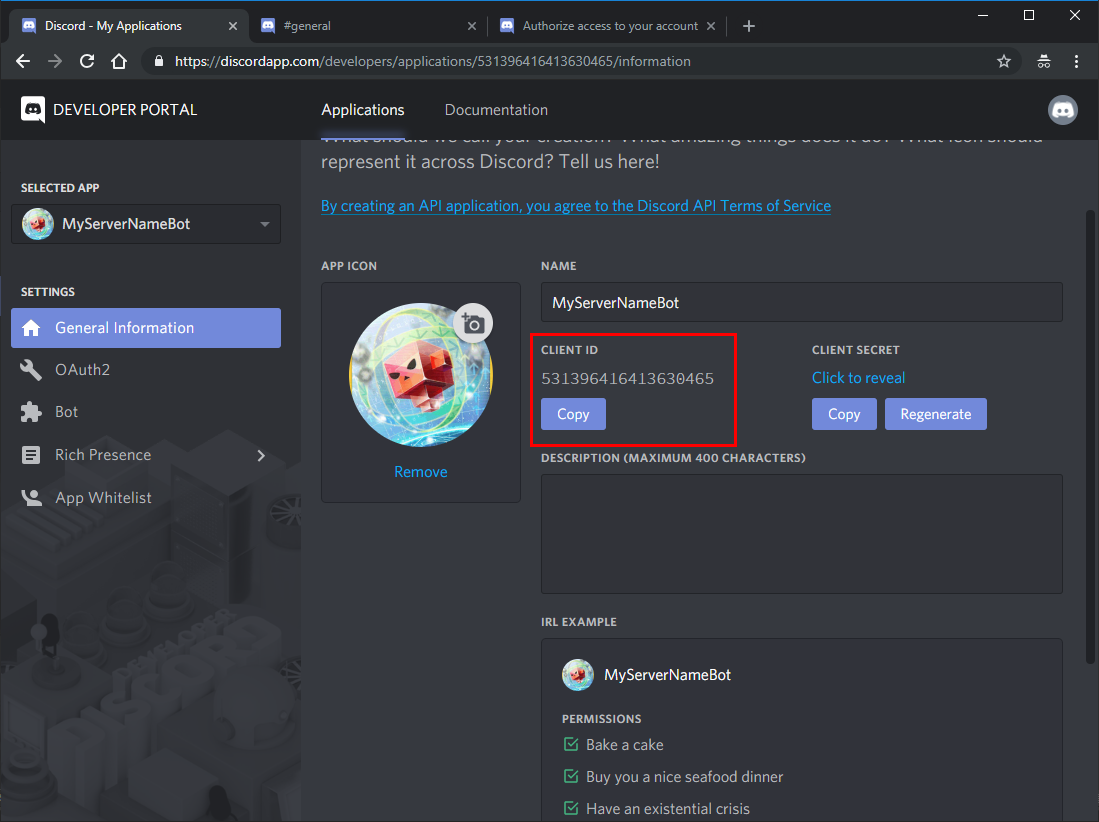 Discord - My Applications
#general
Authorize access to your account
https://discordapp.com/developers/applications/531396416413630465/information
DEVELOPER PORTAL
Applications
Documentation
What should we call your creation? What amazing things does it do? What icon should
represent it across Discord? Tell us here!
By creating an API application, you agree to the Discord API Terms of Service
SELECTED APP
MyServerNameBot
SETTINGS
General Information
OAuth2
Bot
Rich Presence
App Whitelist
APP ICON
Remove
NAME
MyServerNameBot
CLIENT ID
531396416413630465
Copy
CLIENT SECRET
Click to reveal
Copy
Regenerate
DESCRIPTION (MAXIMUM 400 CHARACTERS)
IRL EXAMPLE
MyServerNameBot
PERMISSIONS
Bake a cake
Buy you a nice seafood dinner
Have an existential crisis